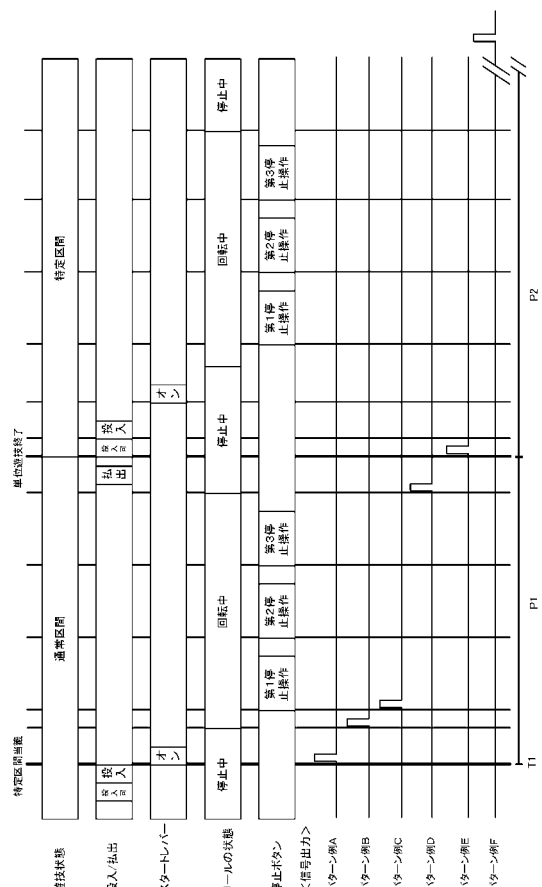 特定区間当選
単位遊技終了
遊技状態
通常区間
特定区間
投入/払出
投入可
投入
払出
投入可
投入
スタートレバー
オン
オン
ールの状態
停止中
回転中
停止中
回転中
停止中
停止ボタン
第1停
止操作
第2停
止操作
第3停
止操作
第1停
止操作
第2停
止操作
第3停
止操作
<信号出力>
パターン例A
パターン例B
パターン例C
パターン例D
パターン例E
パターン例F
T1
P1
P2